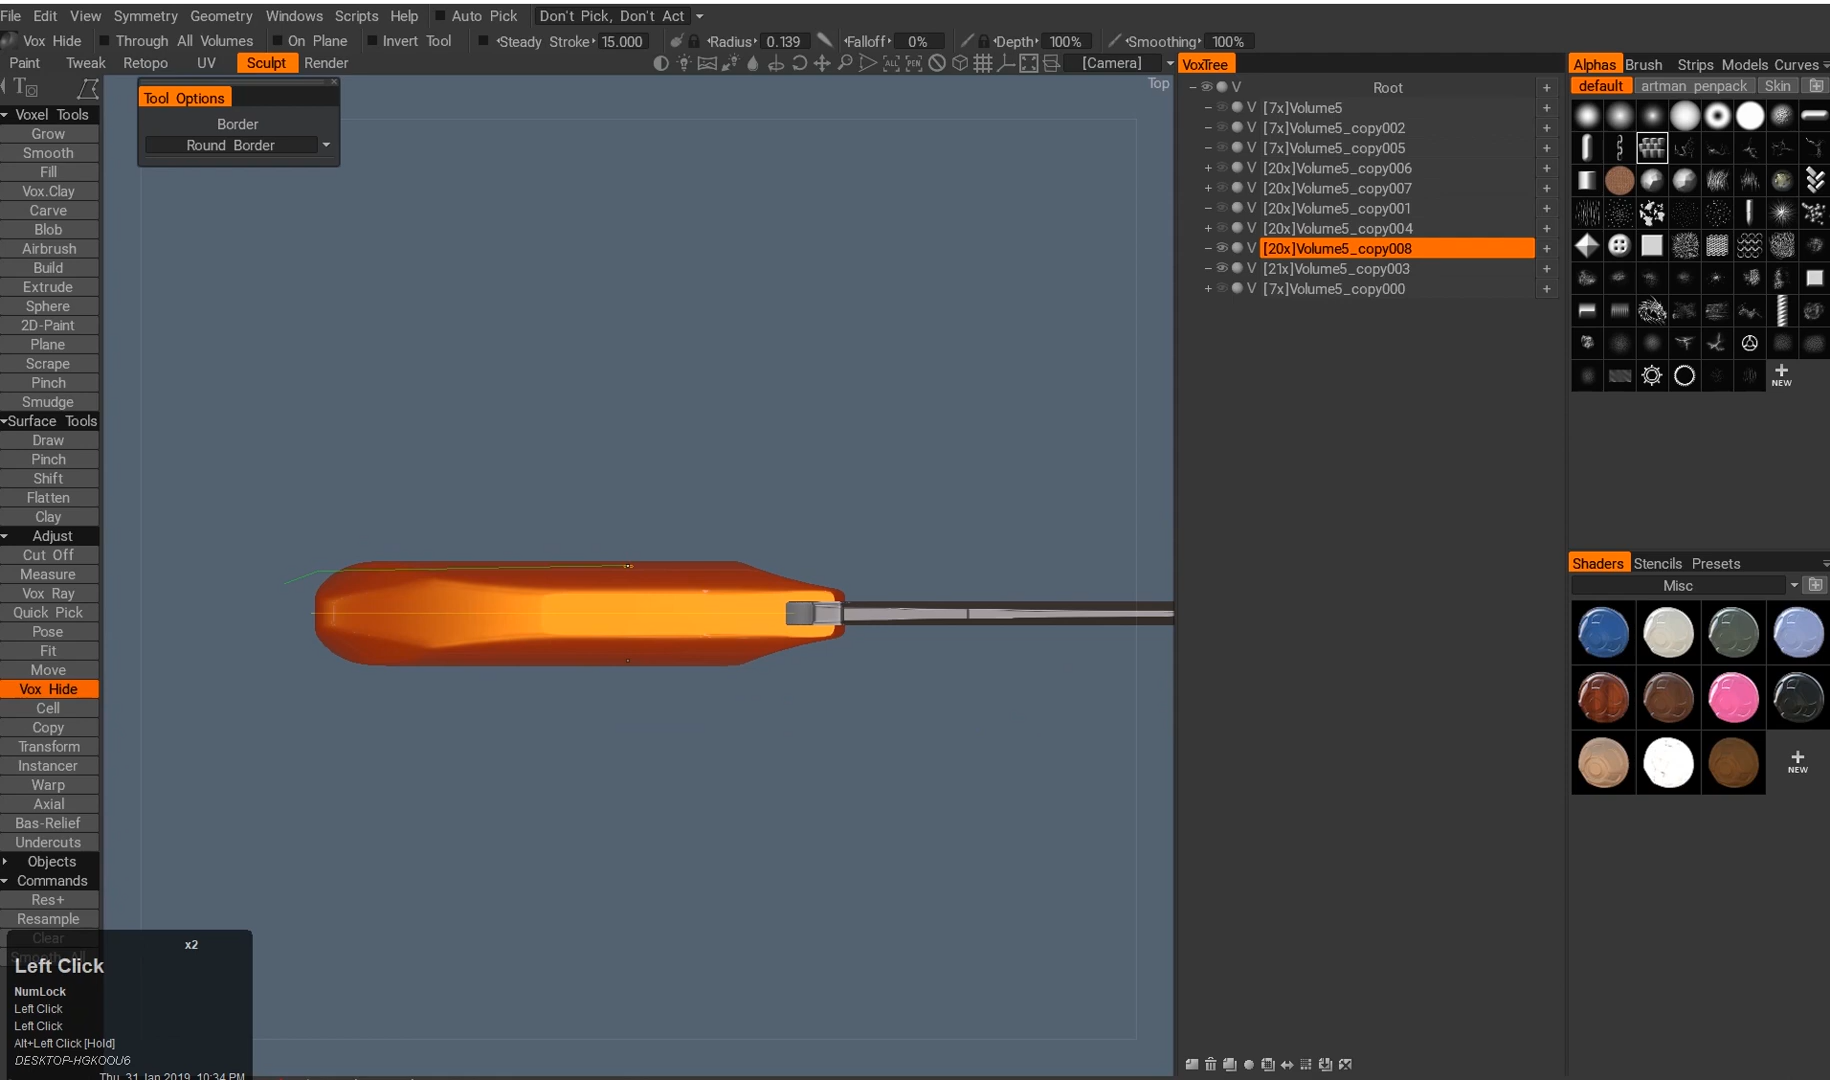 File Edit View Symmetry Geometry Windows Scripts Help Auto Pick Don't Pick, Don't Act
Vox Hide Through All Volumes On Plane Invert Tool Steady Stroke 15.000 Radius 0.139 Falloff 0% Depth 100% Smoothing 100%
Paint Tweak Retopo UV Sculpt Render ALL PEN [Camera]
Top
Tool Options
Border
Round Border
Voxel Tools
Grow
Smooth
Fill
Vox.Clay
Carve
Blob
Airbrush
Build
Extrude
Sphere
2D-Paint
Plane
Scrape
Pinch
Smudge
Surface Tools
Draw
Pinch
Shift
Flatten
Clay
Adjust
Cut Off
Measure
Vox Ray
Quick Pick
Pose
Fit
Move
Vox Hide
Cell
Copy
Transform
Instancer
Warp
Axial
Bas-Relief
Undercuts
Objects
Commands
Res+
Resample
Clear
x2
Left Click
NumLock
Left Click
Left Click
Alt+Left Click [Hold]
DESKTOP-HGKOQU6
Thu, 31 Jan 2019, 10:34 PM
VoxTree
V Root +
V [7x]Volume5 +
V [7x]Volume5_copy002 +
V [7x]Volume5_copy005 +
V [20x]Volume5_copy006 +
V [20x]Volume5_copy007 +
V [20x]Volume5_copy001 +
V [20x]Volume5_copy004 +
V [20x]Volume5_copy008 +
V [21x]Volume5_copy003 +
V [7x]Volume5_copy000 +
Alphas Brush Strips Models Curves
default artman penpack Skin
NEW
Shaders Stencils Presets
Misc
NEW